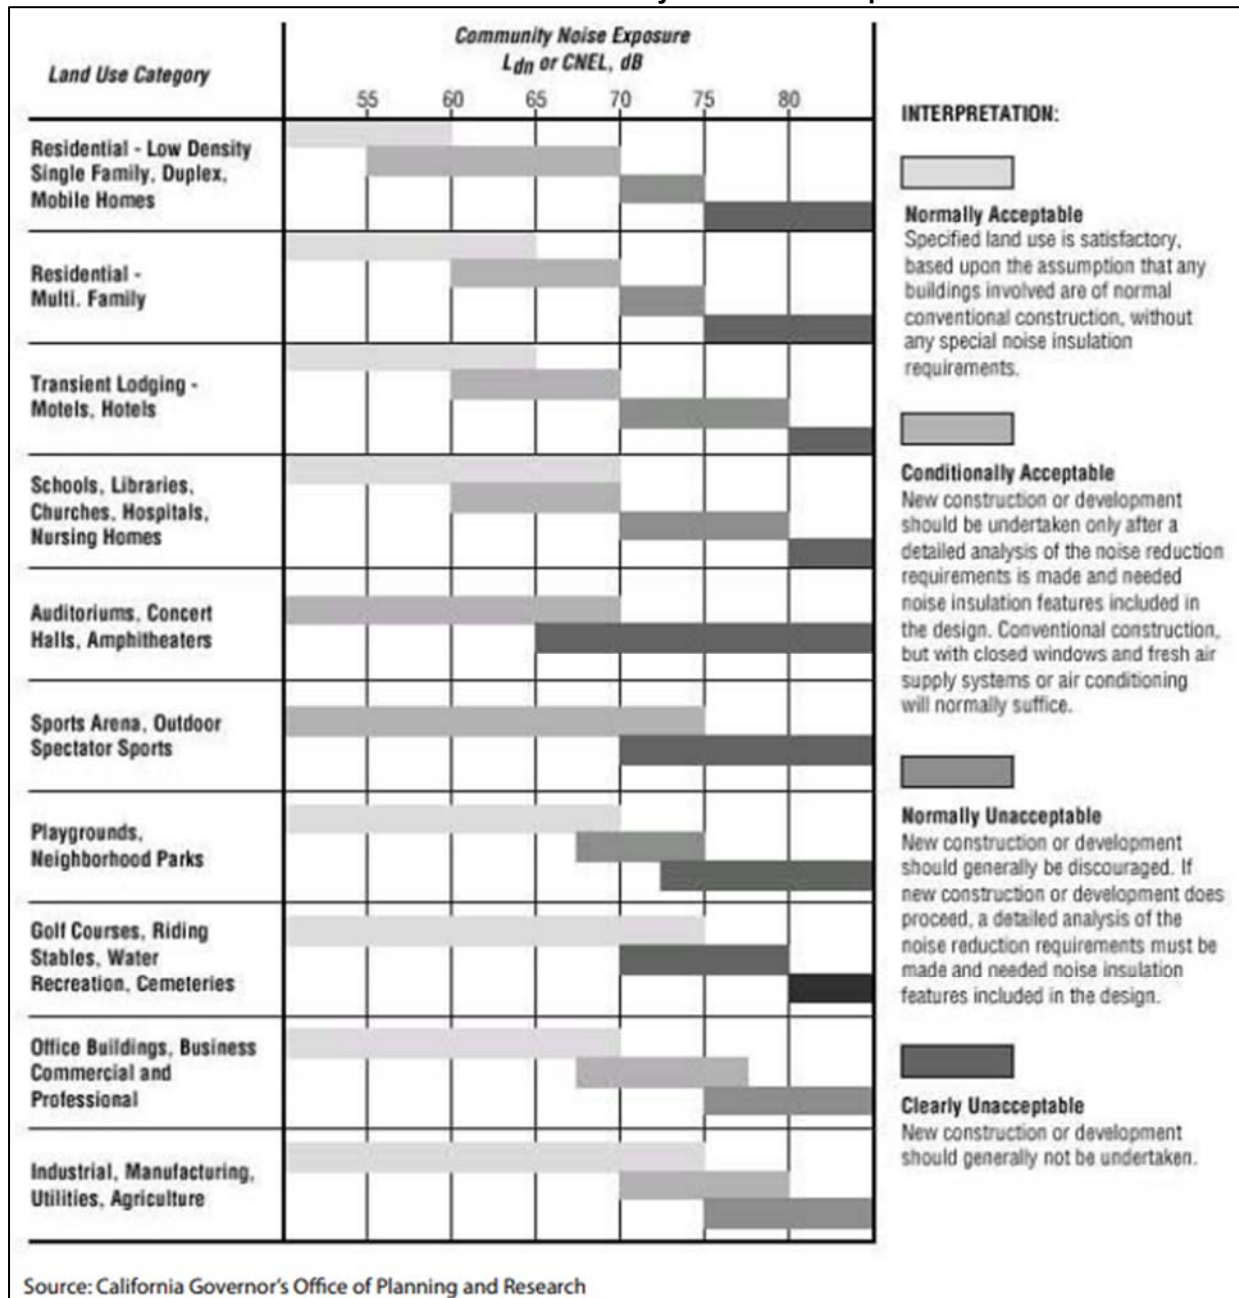 Land Use Category
Community Noise Exposure
Ldn or CNEL, dB
55 60 65 70 75 80
Residential - Low Density
Single Family, Duplex,
Mobile Homes
Residential -
Multi. Family
Transient Lodging -
Motels, Hotels
Schools, Libraries,
Churches, Hospitals,
Nursing Homes
Auditoriums, Concert
Halls, Amphitheaters
Sports Arena, Outdoor
Spectator Sports
Playgrounds,
Neighborhood Parks
Golf Courses, Riding
Stables, Water
Recreation, Cemeteries
Office Buildings, Business
Commercial and
Professional
Industrial, Manufacturing,
Utilities, Agriculture
INTERPRETATION:
Normally Acceptable
Specified land use is satisfactory,
based upon the assumption that any
buildings involved are of normal
conventional construction, without
any special noise insulation
requirements.
Conditionally Acceptable
New construction or development
should be undertaken only after a
detailed analysis of the noise reduction
requirements is made and needed
noise insulation features included in
the design. Conventional construction,
but with closed windows and fresh air
supply systems or air conditioning
will normally suffice.
Normally Unacceptable
New construction or development
should generally be discouraged. If
new construction or development does
proceed, a detailed analysis of the
noise reduction requirements must be
made and needed noise insulation
features included in the design.
Clearly Unacceptable
New construction or development
should generally not be undertaken.
Source: California Governor's Office of Planning and Research